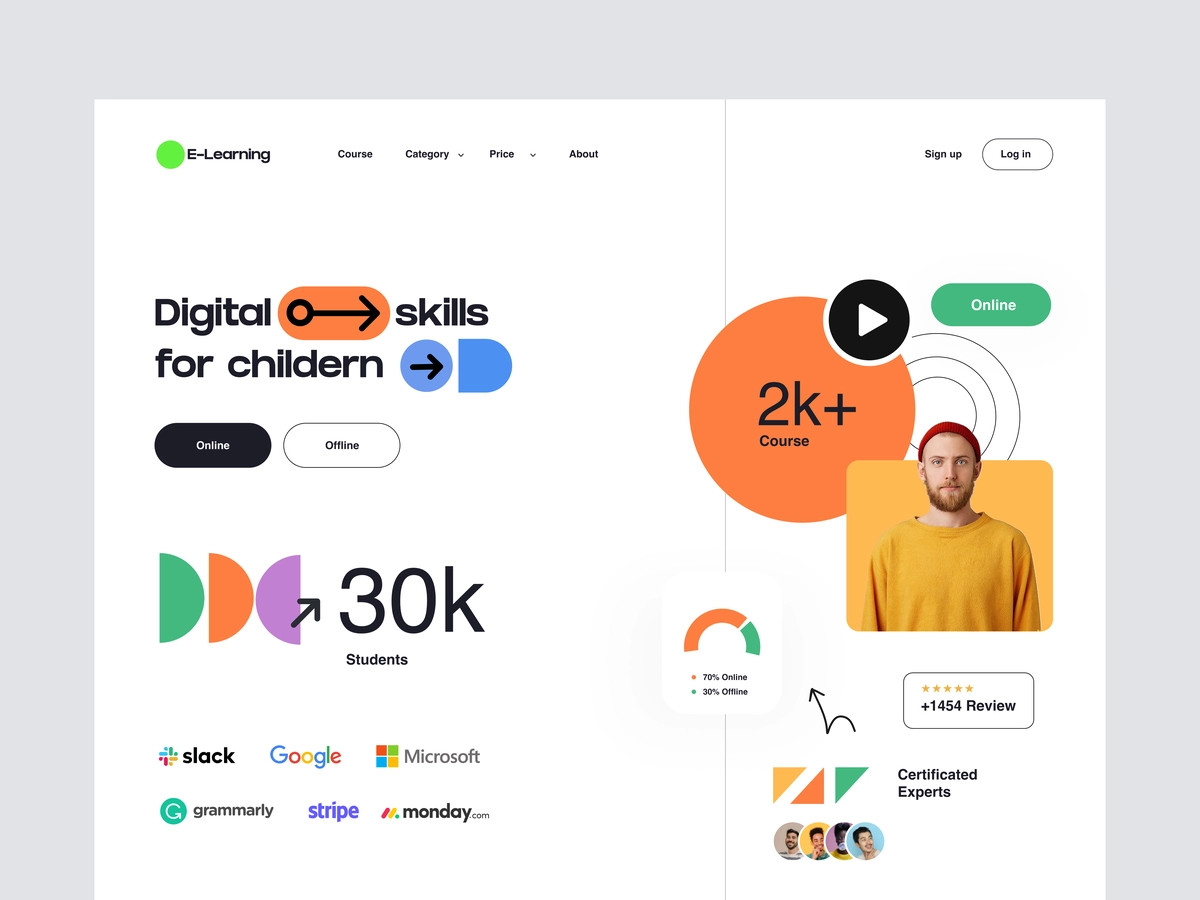 E-Learning
Course
Category
Price
About
Sign up
Log in
Digital skills
for childern
Online
Offline
30k
Students
slack
Google
Microsoft
grammarly
stripe
monday.com
Online
2k+
Course
70% Online
30% Offline
+1454 Review
Certificated
Experts